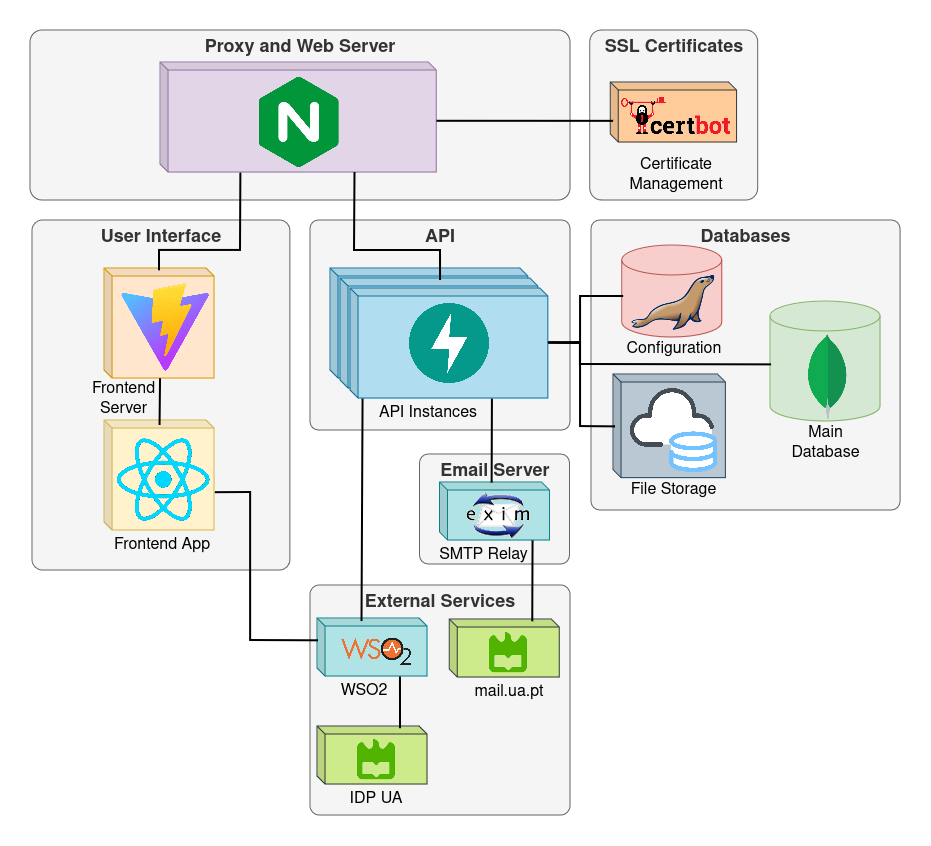 Proxy and Web Server
SSL Certificates
N
certbot
Certificate
Management
User Interface
API
Databases
Configuration
Frontend
Server
API Instances
Main
Database
Email Server
File Storage
exim
Frontend App
SMTP Relay
External Services
WSO2
WSO2
mail.ua.pt
IDP UA